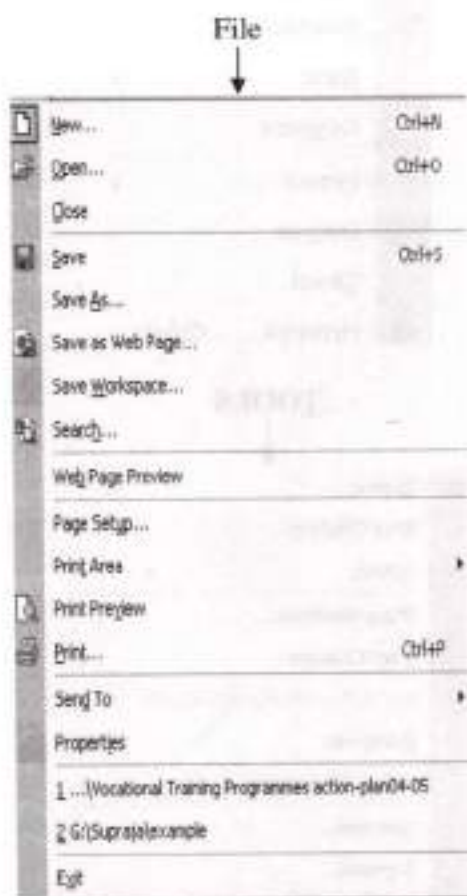 File
New... Ctrl+N
Open... Ctrl+O
Close
Save Ctrl+S
Save As...
Save as Web Page...
Save Workspace...
Search...
Web Page Preview
Page Setup...
Print Area
Print Preview
Print... Ctrl+P
Send To
Properties
1 ...\Vocational Training Programmes action-plan04-05
2 G:\Supraja\example
Exit